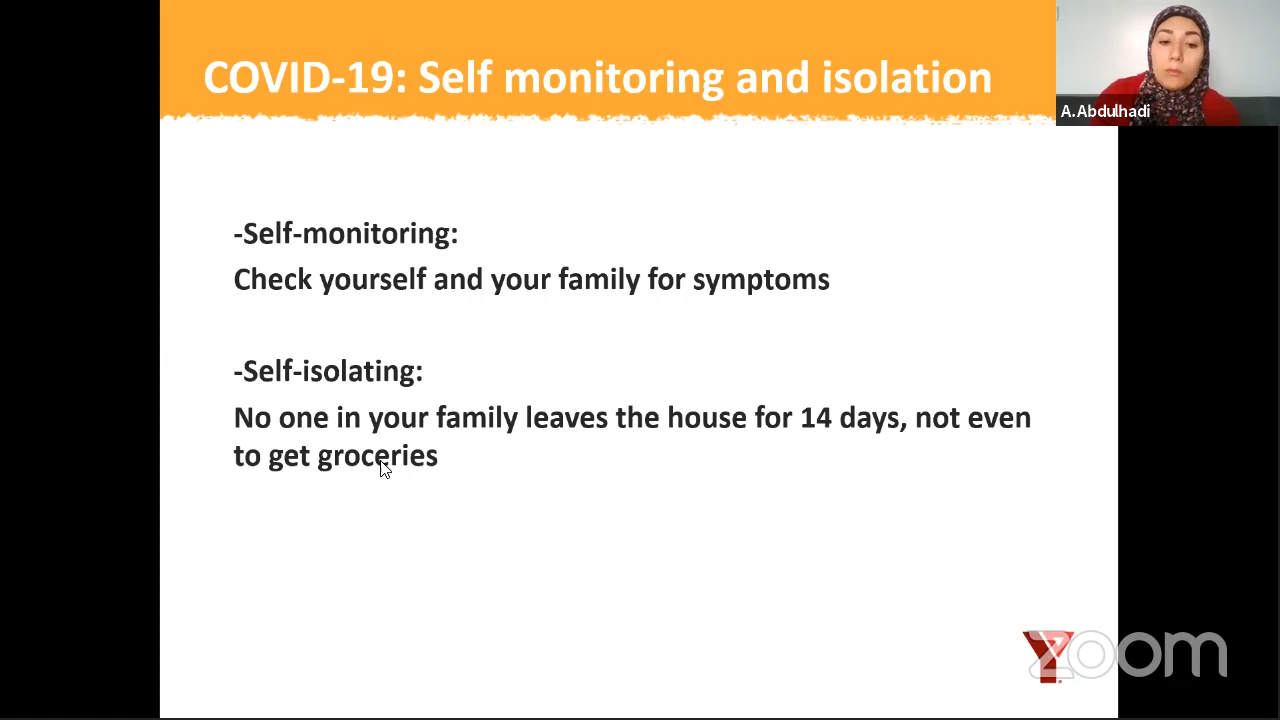 COVID-19: Self monitoring and isolation
A.Abdulhadi
-Self-monitoring:
Check yourself and your family for symptoms
-Self-isolating:
No one in your family leaves the house for 14 days, not even
to get groceries
Y
zoom